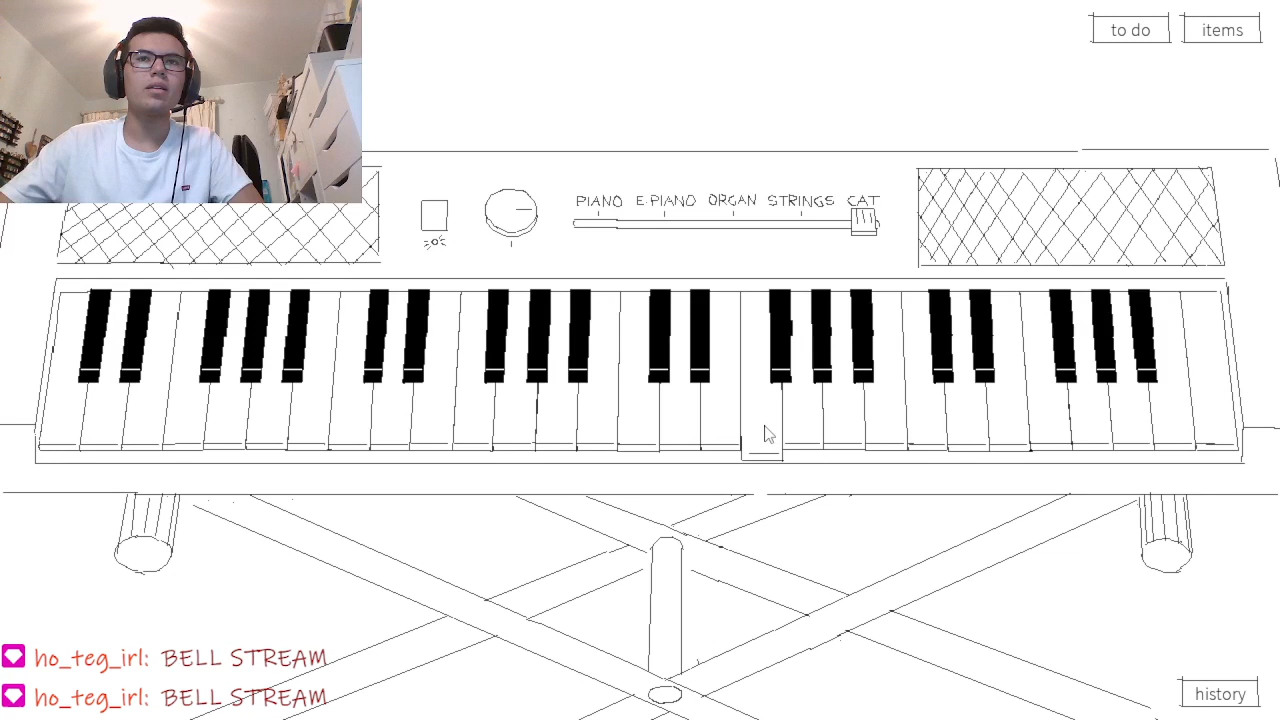 to do
items
PIANO E-PIANO ORGAN STRINGS CAT
ho_teg_irl: BELL STREAM
ho_teg_irl: BELL STREAM
history